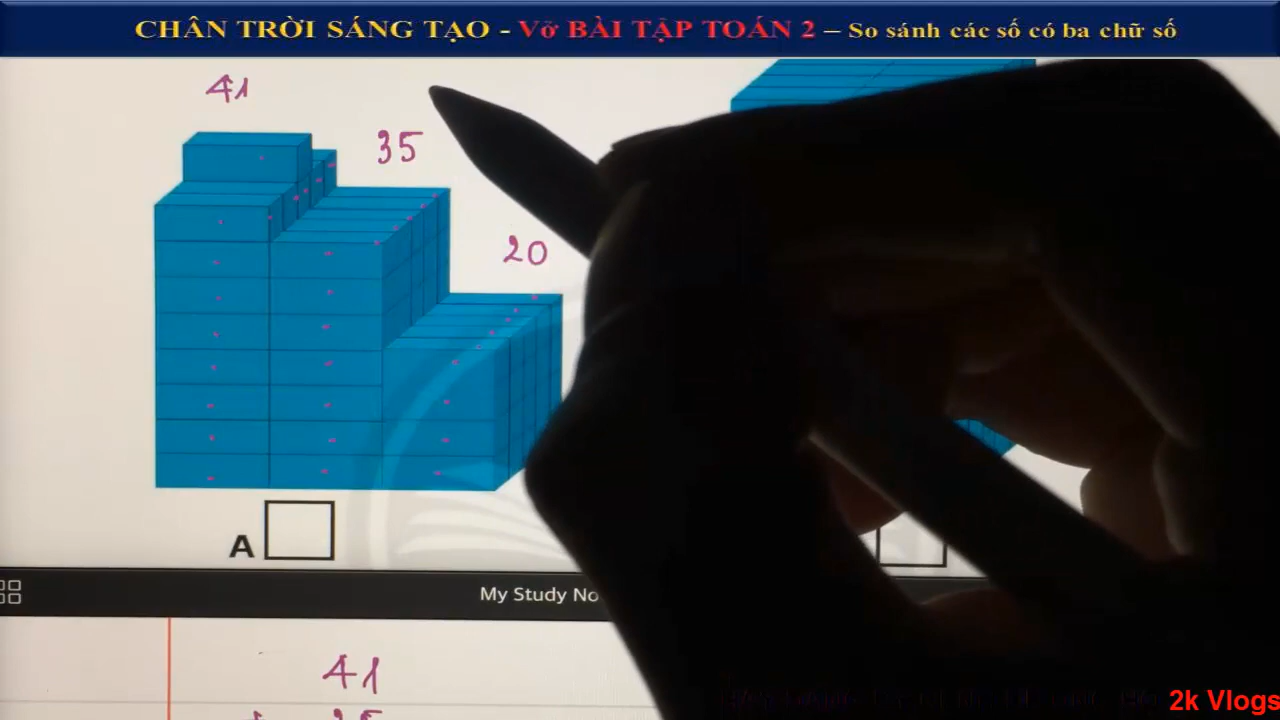 CHÂN TRỜI SÁNG TẠO - Vở BÀI TẬP TOÁN 2 – So sánh các số có ba chữ số
41
35
20
A
My Study No
41
35
2k Vlogs